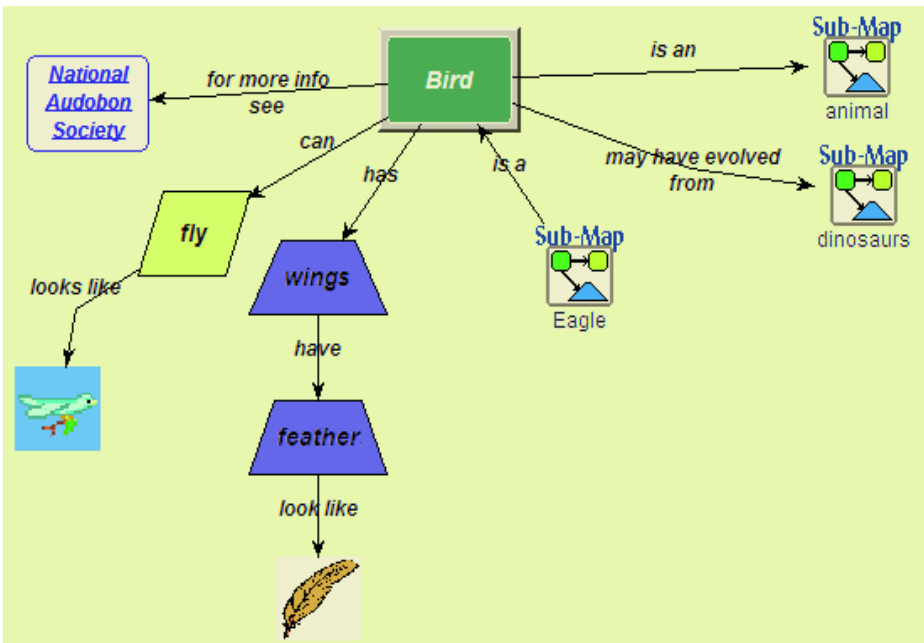 Sub-Map
is an
National
Audobon
Society
for more info
see
Bird
animal
can
has
is a
may have evolved
from
Sub-Map
fly
dinosaurs
Sub-Map
wings
looks like
Eagle
have
feather
look like